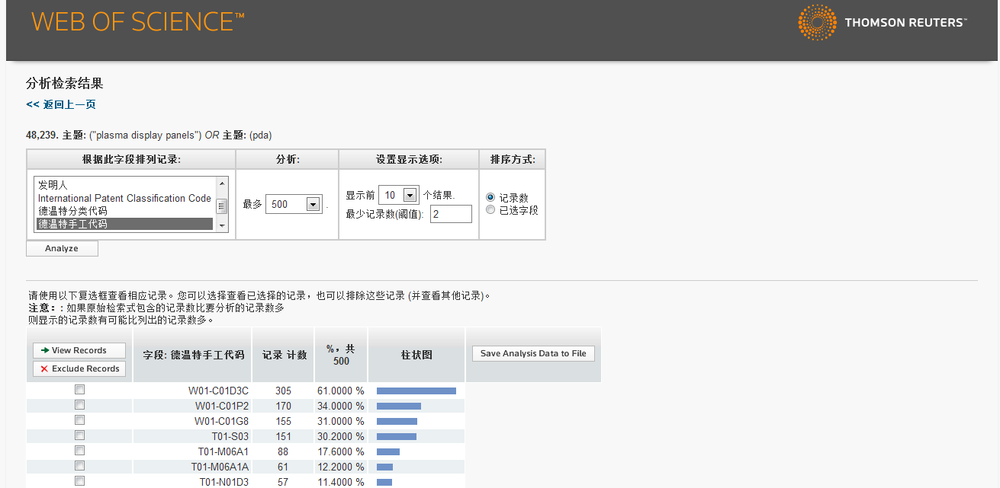 WEB OF SCIENCE™
THOMSON REUTERS™
分析检索结果
<< 返回上一页
48,239. 主题: ("plasma display panels") OR 主题: (pda)
根据此字段排列记录: 分析: 设置显示选项: 排序方式:
发明人
International Patent Classification Code
德温特分类代码
德温特手工代码
最多 500 .
显示前 10 个结果.
最少记录数(阈值): 2
记录数
已选字段
Analyze
请使用以下复选框查看相应记录。您可以选择查看已选择的记录，也可以排除这些记录 (并查看其他记录)。
注意：: 如果原始检索式包含的记录数比要分析的记录数多
则显示的记录数有可能比列出的记录数多。
View Records
Exclude Records
字段: 德温特手工代码 记录 计数 %，共 500 柱状图 Save Analysis Data to File
W01-C01D3C 305 61.0000 %
W01-C01P2 170 34.0000 %
W01-C01G8 155 31.0000 %
T01-S03 151 30.2000 %
T01-M06A1 88 17.6000 %
T01-M06A1A 61 12.2000 %
T01-N01D3 57 11.4000 %